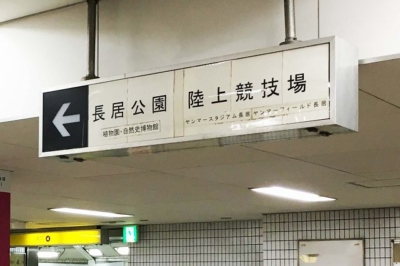 長居公園 陸上競技場
植物園・自然史博物館 ヤンマースタジアム長居 ヤンマーフィールド長居